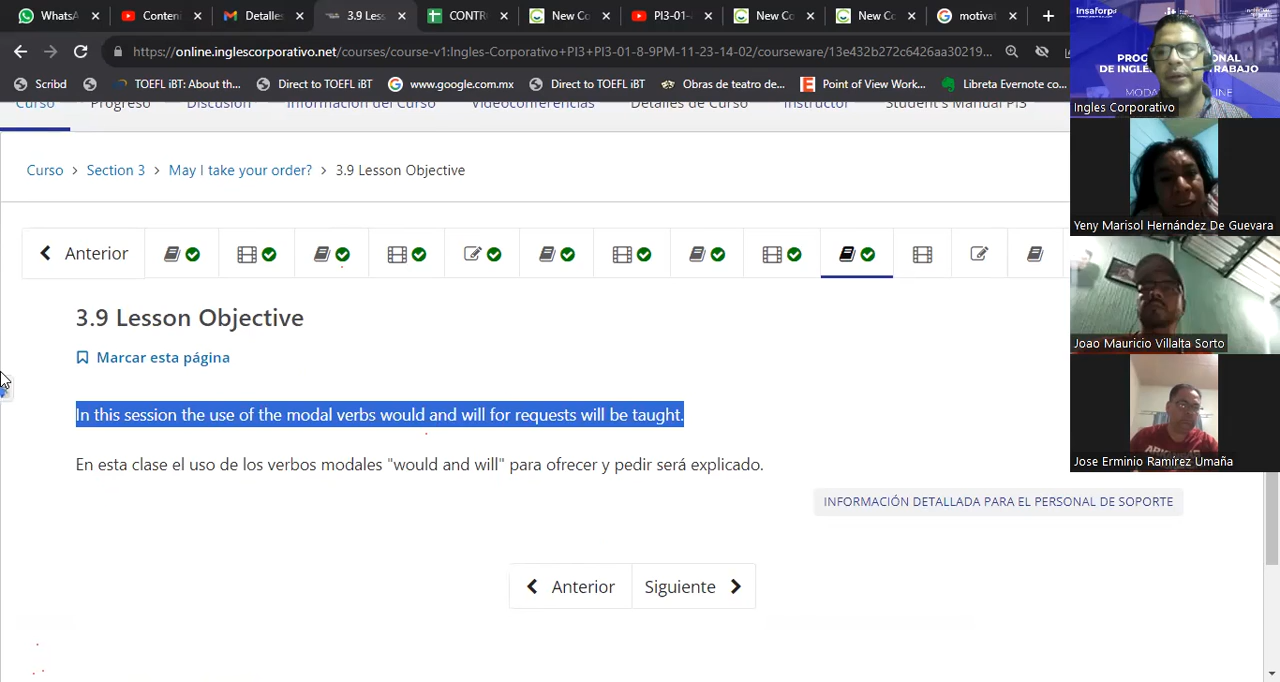 WhatsA
Conten
Detalles
3.9 Less
CONTR
New Co
PI3-01-
New Co
New Co
motivat
https://online.inglescorporativo.net/courses/course-v1:Ingles-Corporativo+PI3+PI3-01-8-9PM-11-23-14-02/courseware/13e432b272c6426aa30219...
Scribd
TOEFL iBT: About th...
Direct to TOEFL iBT
www.google.com.mx
Direct to TOEFL iBT
Obras de teatro de...
Point of View Work...
Libreta Evernote co...
Curso Progreso Discusión Información del Curso Videoconferencias Detalles de Curso Instructor Student's Manual PI3
Curso > Section 3 > May I take your order? > 3.9 Lesson Objective
Anterior
3.9 Lesson Objective
Marcar esta página
In this session the use of the modal verbs would and will for requests will be taught.
En esta clase el uso de los verbos modales "would and will" para ofrecer y pedir será explicado.
INFORMACIÓN DETALLADA PARA EL PERSONAL DE SOPORTE
Anterior Siguiente
Insaforp
Ingles Corporativo
Yeny Marisol Hernández De Guevara
Joao Mauricio Villalta Sorto
Jose Erminio Ramírez Umaña